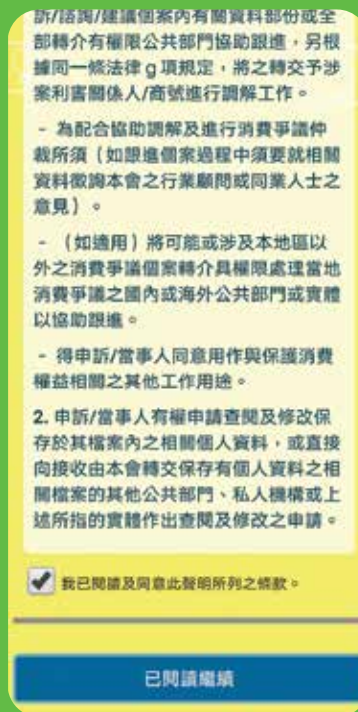 訴/諮詢/建議個案內有關資料部份或全
部轉介有權限公共部門協助跟進，另根
據同一條法律 g 項規定，將之轉交予涉
案利害關係人/商號進行調解工作。
- 為配合協助調解及進行消費爭議仲
裁所須（如跟進個案過程中須要就相關
資料徵詢本會之行業顧問或同業人士之
意見）。
- （如適用）將可能或涉及本地區以
外之消費爭議個案轉介具權限處理當地
消費爭議之國內或海外公共部門或實體
以協助跟進。
- 得申訴/當事人同意用作與保護消費
權益相關之其他工作用途。
2. 申訴/當事人有權申請查閱及修改保
存於其檔案內之相關個人資料，或直接
向接收由本會轉交保存有個人資料之相
關檔案的其他公共部門、私人機構或上
述所指的實體作出查閱及修改之申請。
我已閱讀及同意此聲明所列之條款。
已閱讀繼續